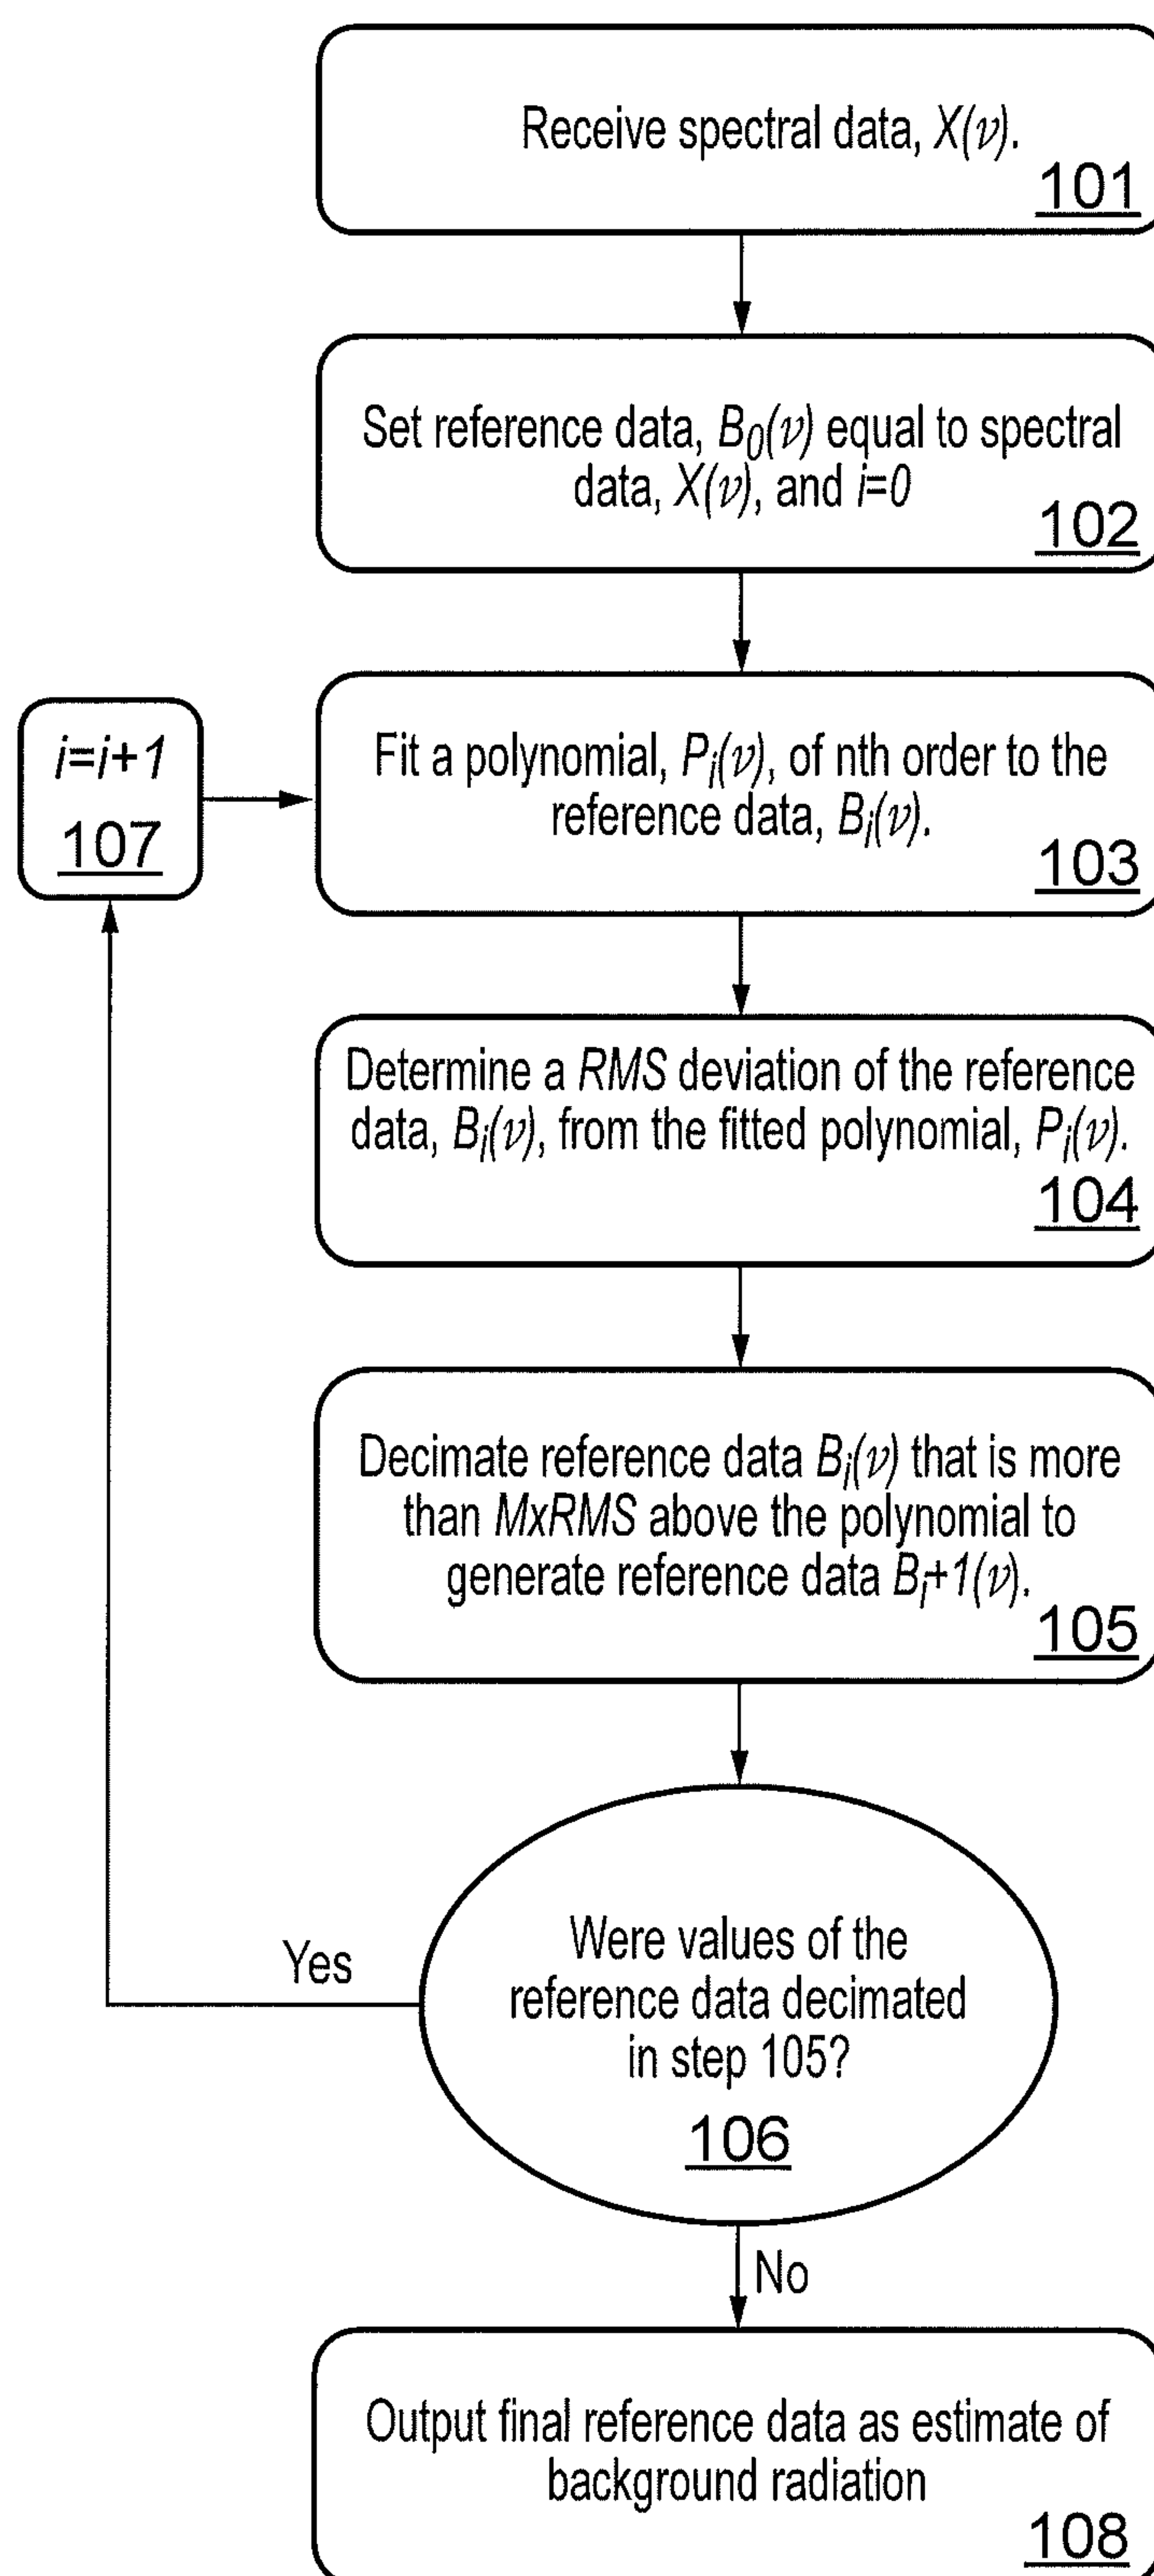 Receive spectral data, X(ν).
101
Set reference data, B0(ν) equal to spectral
data, X(ν), and i=0
102
i=i+1
107
Fit a polynomial, Pi(ν), of nth order to the
reference data, Bi(ν).
103
Determine a RMS deviation of the reference
data, Bi(ν), from the fitted polynomial, Pi(ν).
104
Decimate reference data Bi(ν) that is more
than MxRMS above the polynomial to
generate reference data Bi+1(ν).
105
Were values of the
reference data decimated
in step 105?
106
Yes
No
Output final reference data as estimate of
background radiation
108